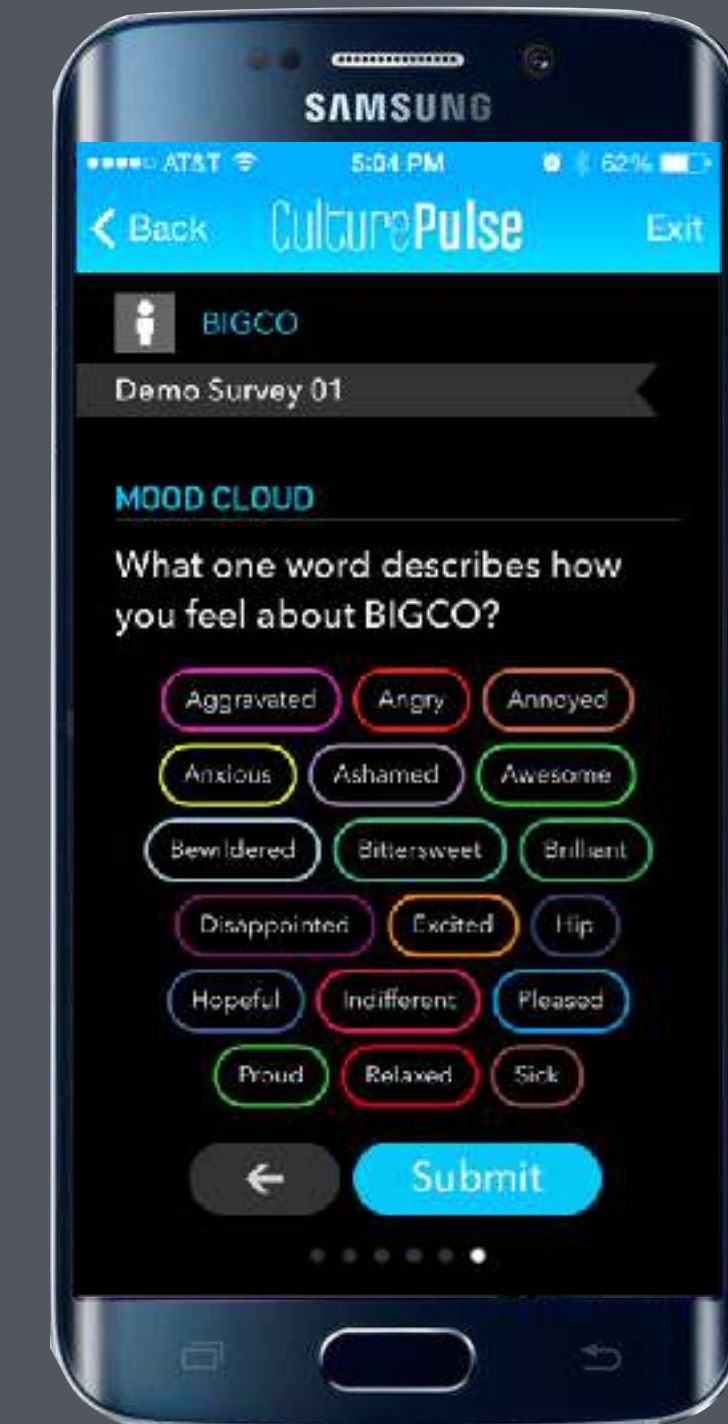 SAMSUNG
AT&T 5:04 PM 62%
Back CulturePulse Exit
BIGCO
Demo Survey 01
MOOD CLOUD
What one word describes how
you feel about BIGCO?
Aggravated Angry Annoyed
Anxious Ashamed Awesome
Bewildered Bittersweet Brilliant
Disappointed Excited Hip
Hopeful Indifferent Pleased
Proud Relaxed Sick
Submit